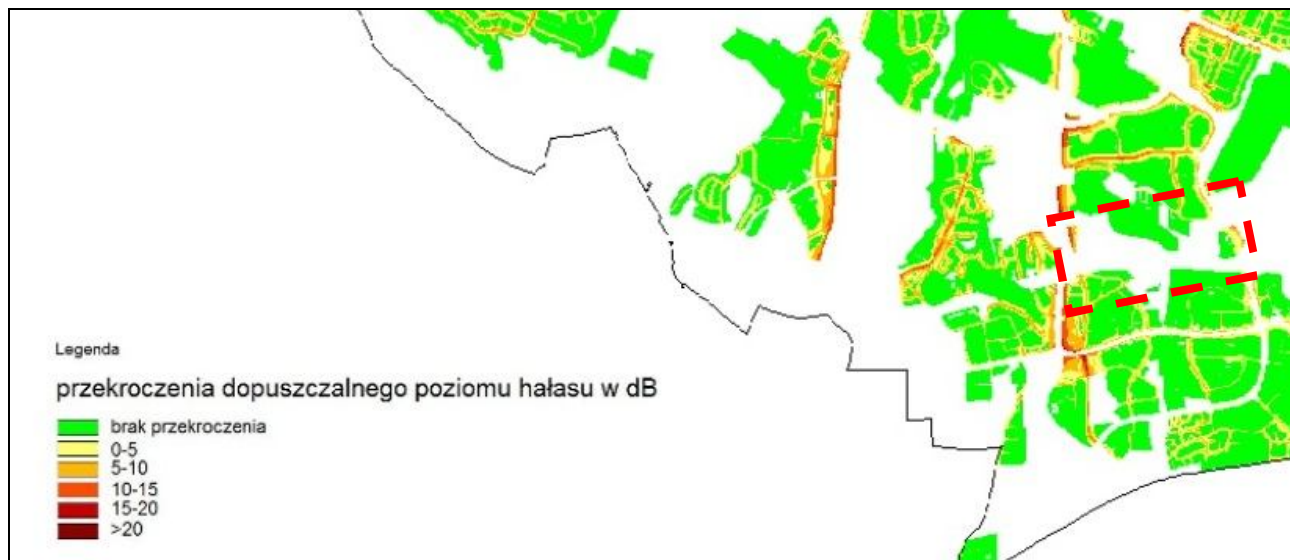 Legenda
przekroczenia dopuszczalnego poziomu hałasu w dB
brak przekroczenia
0-5
5-10
10-15
15-20
>20